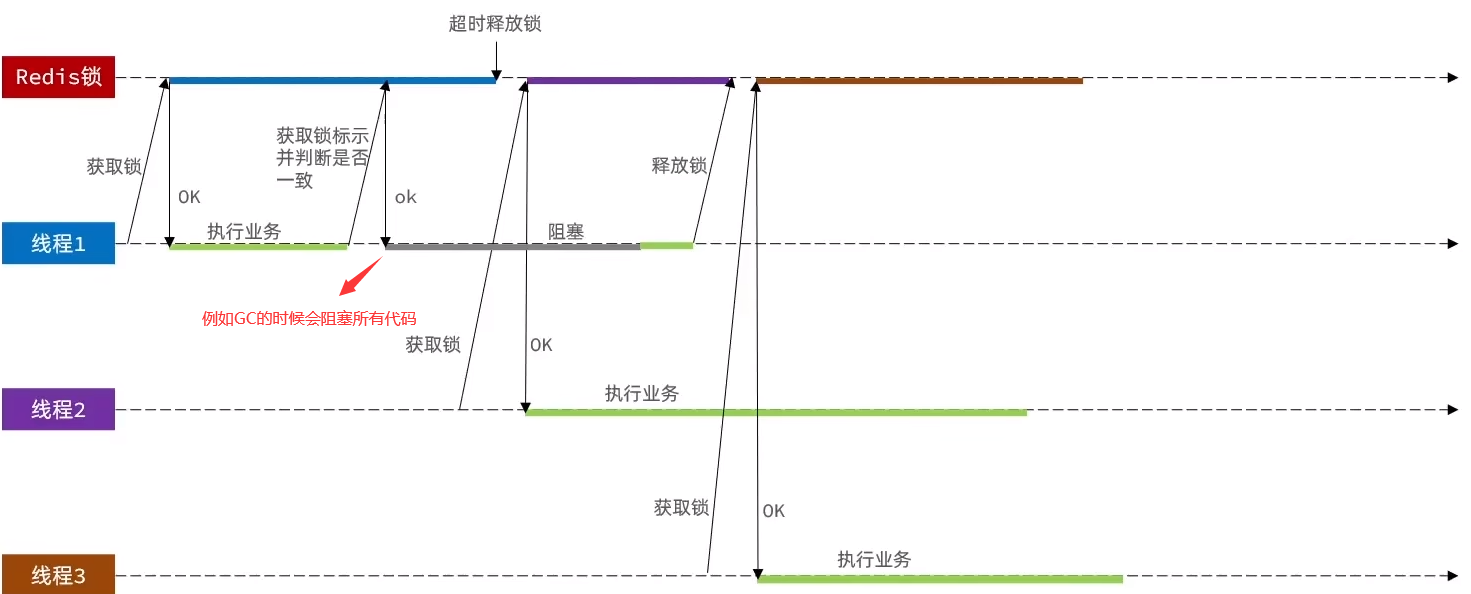 超时释放锁
Redis锁
获取锁标示
并判断是否
一致
获取锁
释放锁
OK
ok
线程1
执行业务
阻塞
例如GC的时候会阻塞所有代码
获取锁
OK
线程2
执行业务
获取锁
OK
线程3
执行业务